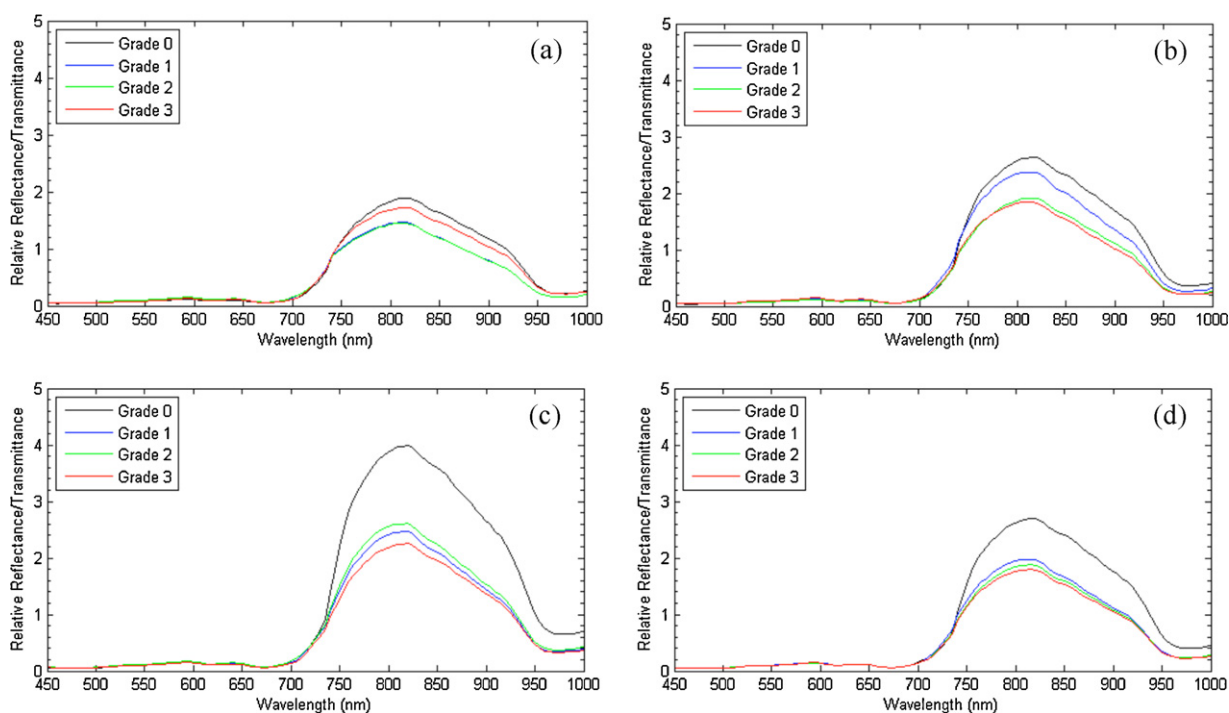 5
4
3
2
1
0
Relative Reflectance/Transmittance
Grade 0
Grade 1
Grade 2
Grade 3
(a)
450 500 550 600 650 700 750 800 850 900 950 1000
Wavelength (nm)
5
4
3
2
1
0
Relative Reflectance/Transmittance
Grade 0
Grade 1
Grade 2
Grade 3
(b)
450 500 550 600 650 700 750 800 850 900 950 1000
Wavelength (nm)
5
4
3
2
1
0
Relative Reflectance/Transmittance
Grade 0
Grade 1
Grade 2
Grade 3
(c)
450 500 550 600 650 700 750 800 850 900 950 1000
Wavelength (nm)
5
4
3
2
1
0
Relative Reflectance/Transmittance
Grade 0
Grade 1
Grade 2
Grade 3
(d)
450 500 550 600 650 700 750 800 850 900 950 1000
Wavelength (nm)